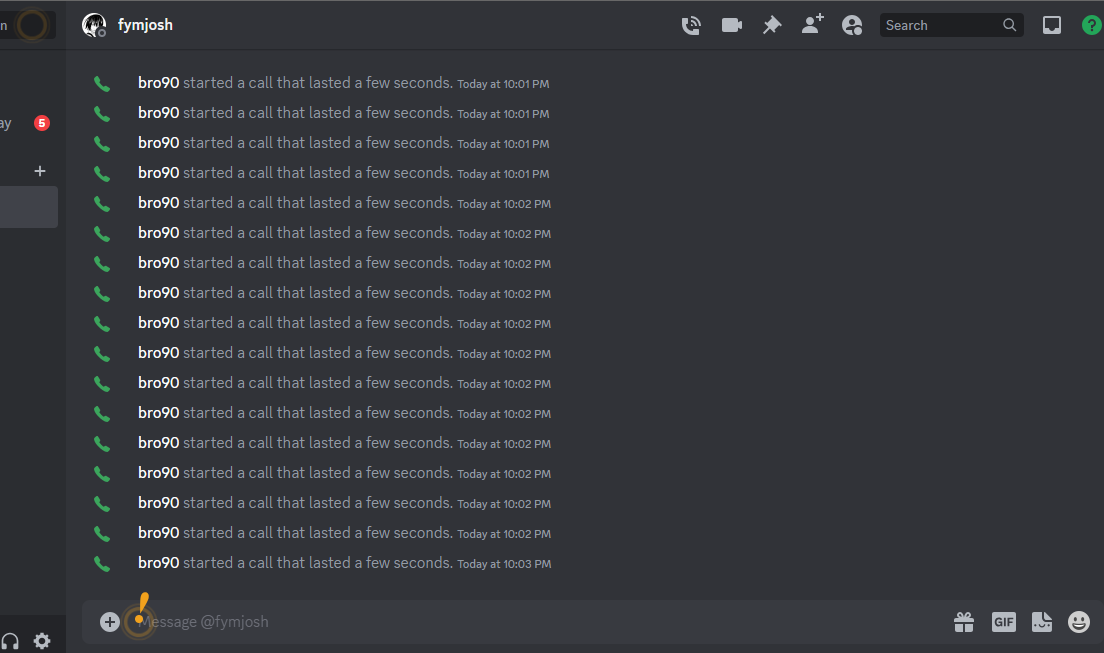 n
fymjosh
Search
?
bro90 started a call that lasted a few seconds. Today at 10:01 PM
bro90 started a call that lasted a few seconds. Today at 10:01 PM
ay 5
bro90 started a call that lasted a few seconds. Today at 10:01 PM
bro90 started a call that lasted a few seconds. Today at 10:01 PM
bro90 started a call that lasted a few seconds. Today at 10:02 PM
bro90 started a call that lasted a few seconds. Today at 10:02 PM
bro90 started a call that lasted a few seconds. Today at 10:02 PM
bro90 started a call that lasted a few seconds. Today at 10:02 PM
bro90 started a call that lasted a few seconds. Today at 10:02 PM
bro90 started a call that lasted a few seconds. Today at 10:02 PM
bro90 started a call that lasted a few seconds. Today at 10:02 PM
bro90 started a call that lasted a few seconds. Today at 10:02 PM
bro90 started a call that lasted a few seconds. Today at 10:02 PM
bro90 started a call that lasted a few seconds. Today at 10:02 PM
bro90 started a call that lasted a few seconds. Today at 10:02 PM
bro90 started a call that lasted a few seconds. Today at 10:02 PM
bro90 started a call that lasted a few seconds. Today at 10:03 PM
Message @fymjosh
GIF